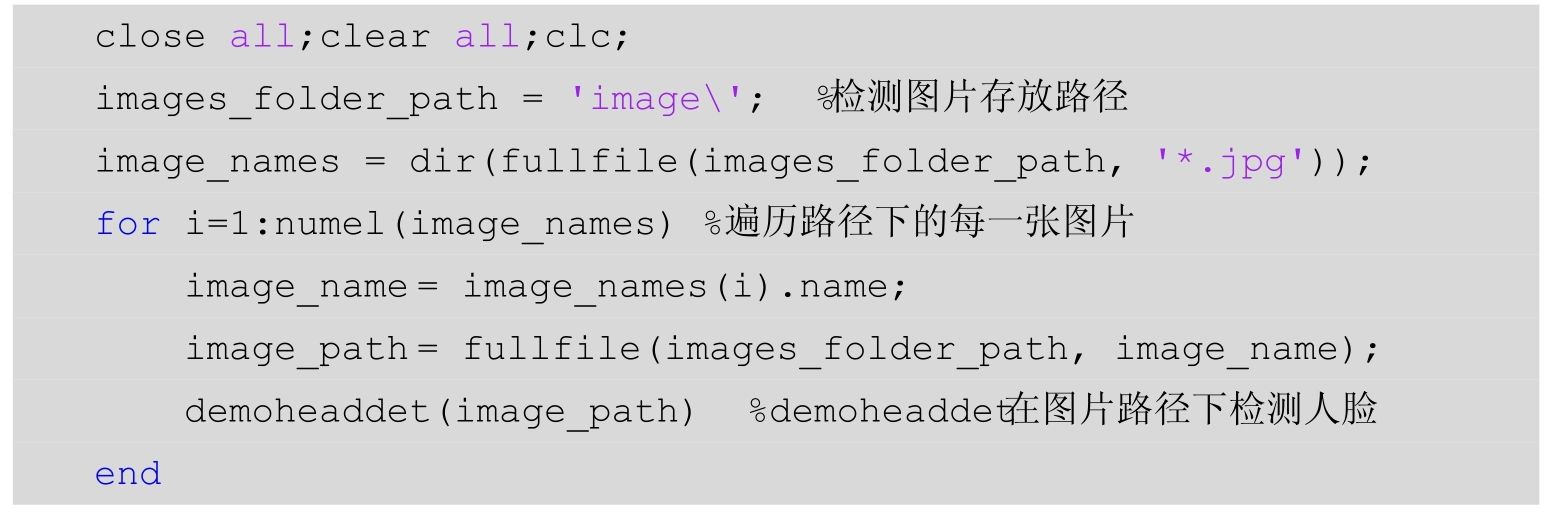 close all;clear all;clc;
images_folder_path = 'image\';  %检测图片存放路径
image_names = dir(fullfile(images_folder_path, '*.jpg'));
for i=1:numel(image_names) %遍历路径下的每一张图片
    image_name = image_names(i).name;
    image_path = fullfile(images_folder_path, image_name);
    demoheaddet(image_path)  %demoheaddet在图片路径下检测人脸
end